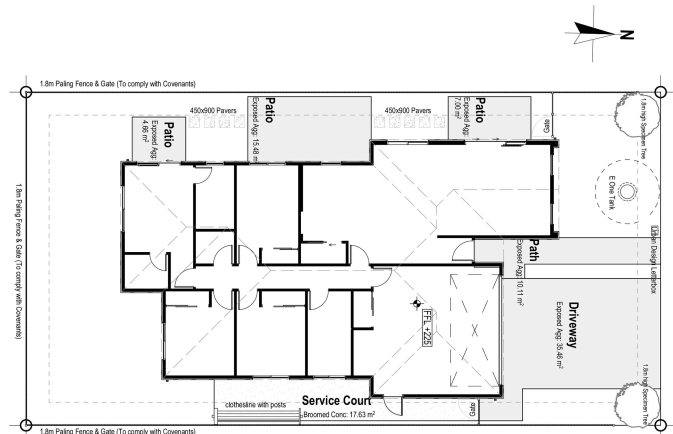 N
1.8m Paling Fence & Gate (To comply with Covenants)
450x900 Pavers
Patio
Exposed Agg:
15.48 m²
450x900 Pavers
Patio
Exposed Agg:
7.00 m²
Gate
1.8m high Specimen Tree
Patio
Exposed Agg:
4.66 m²
E One Tank
1.8m Paling Fence & Gate (To comply with Covenants)
Urban Design Letterbox
Path
Exposed Agg: 10.11 m²
Driveway
Exposed Agg: 35.46 m²
FFL +225
1.8m high Specimen Tree
Service Court
clothesline with posts
Broomed Conc: 17.63 m²
Gate
1.8m Paling Fence & Gate (To comply with Covenants)